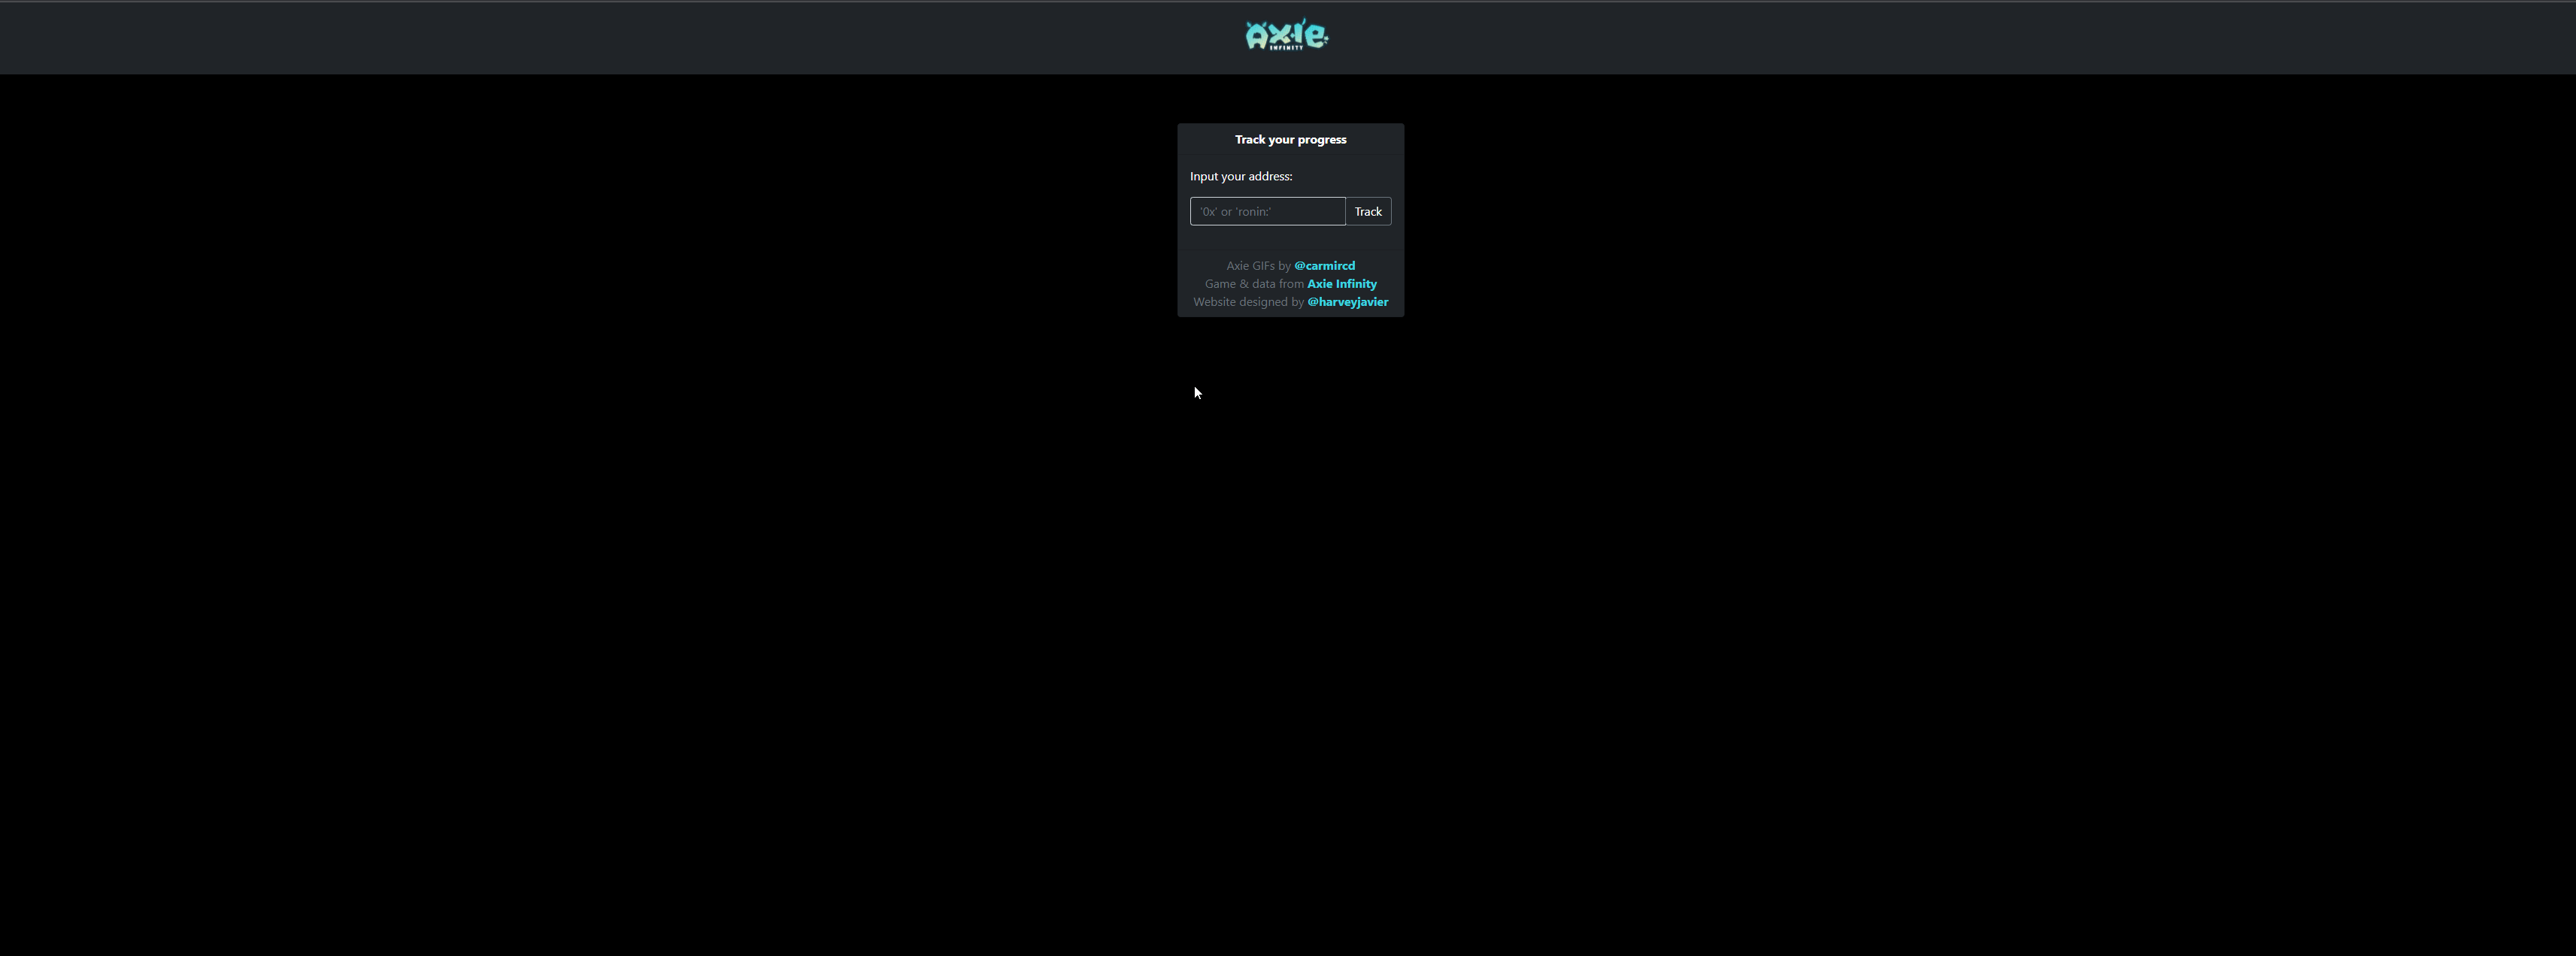 Axie
INFINITY
Track your progress
Input your address:
'0x' or 'ronin:'
Track
Axie GIFs by @carmircd
Game & data from Axie Infinity
Website designed by @harveyjavier